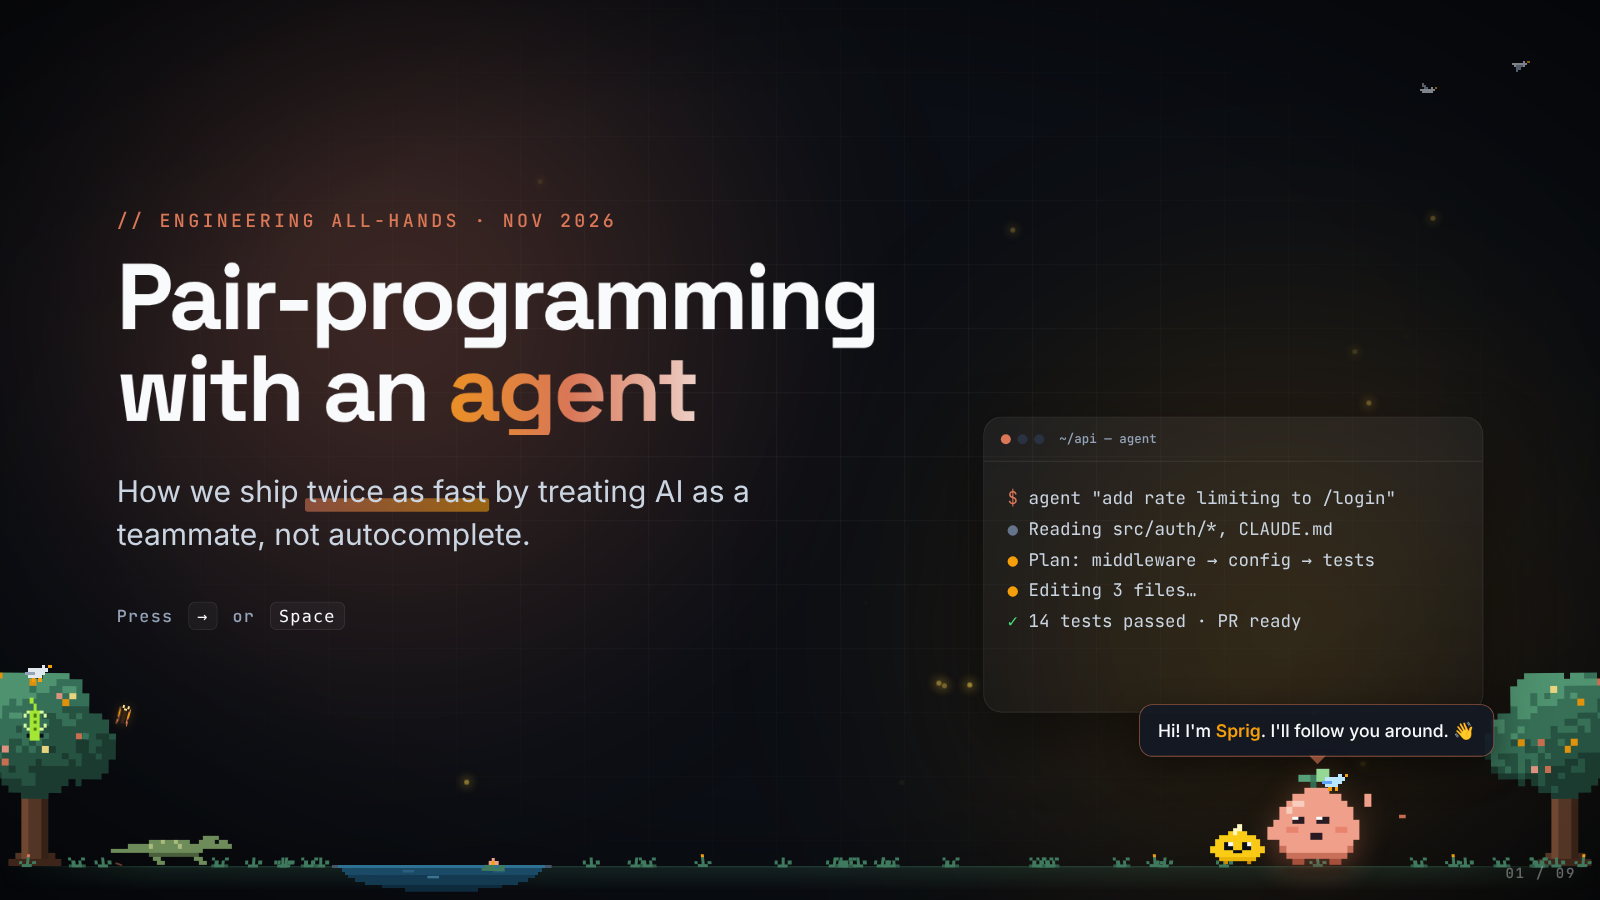 // ENGINEERING ALL-HANDS · NOV 2026
Pair-programming
with an agent
How we ship twice as fast by treating AI as a
teammate, not autocomplete.
Press → or Space
~/api — agent
$ agent "add rate limiting to /login"
● Reading src/auth/*, CLAUDE.md
● Plan: middleware → config → tests
● Editing 3 files…
✓ 14 tests passed · PR ready
Hi! I'm Sprig. I'll follow you around. 👋
01 / 09